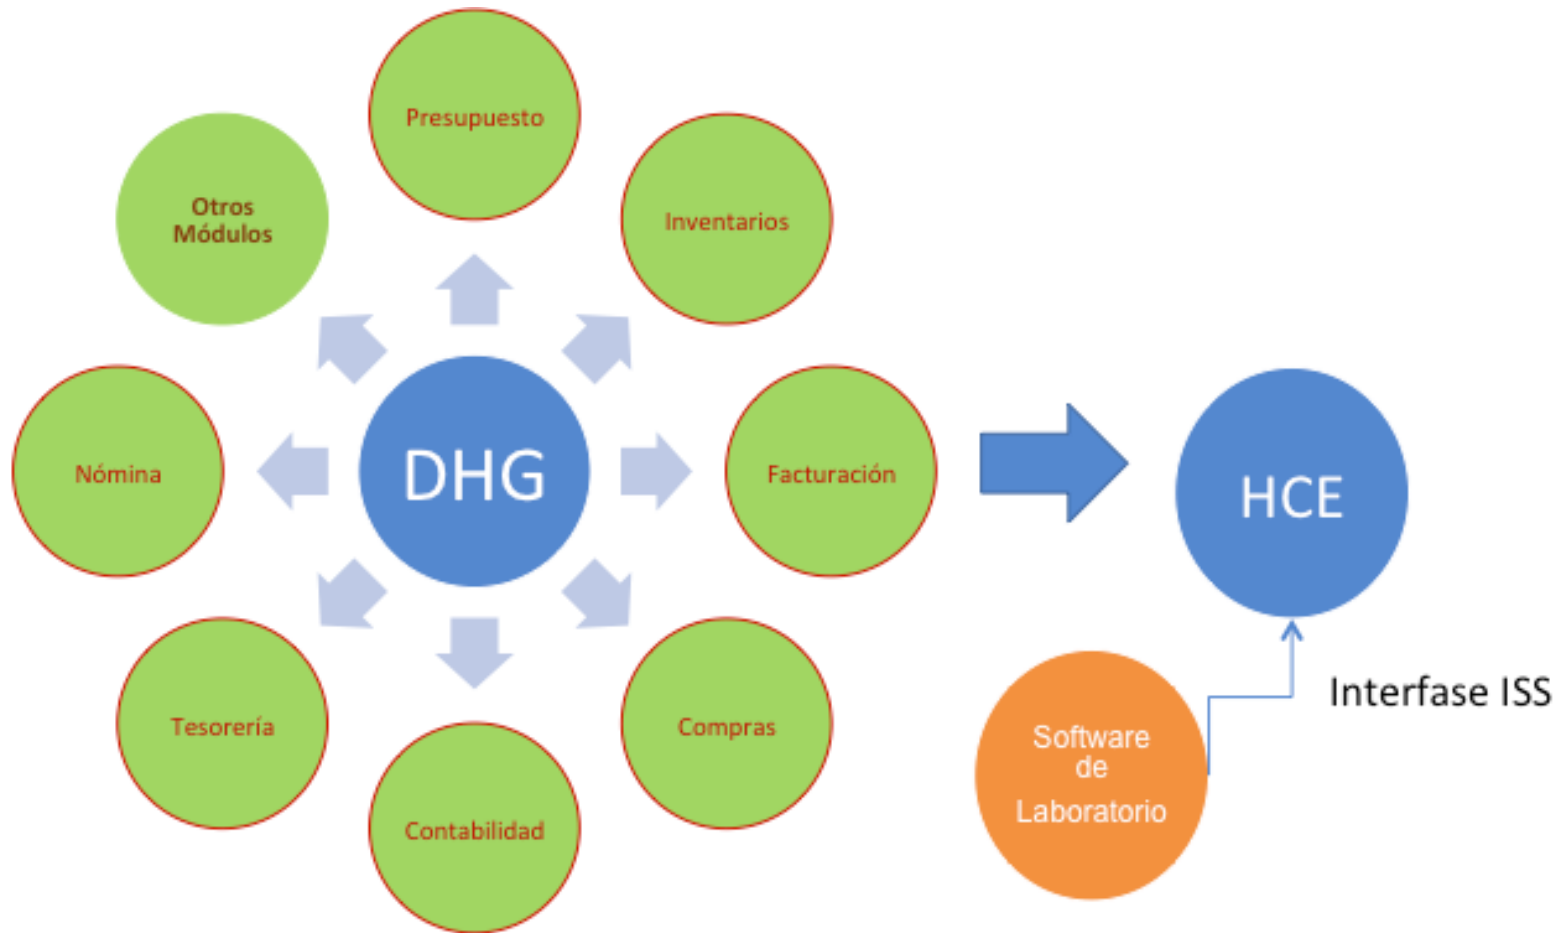 Presupuesto
Otros
Módulos
Inventarios
Nómina
DHG
Facturación
HCE
Tesorería
Compras
Contabilidad
Interfase ISS
Software
de
Laboratorio